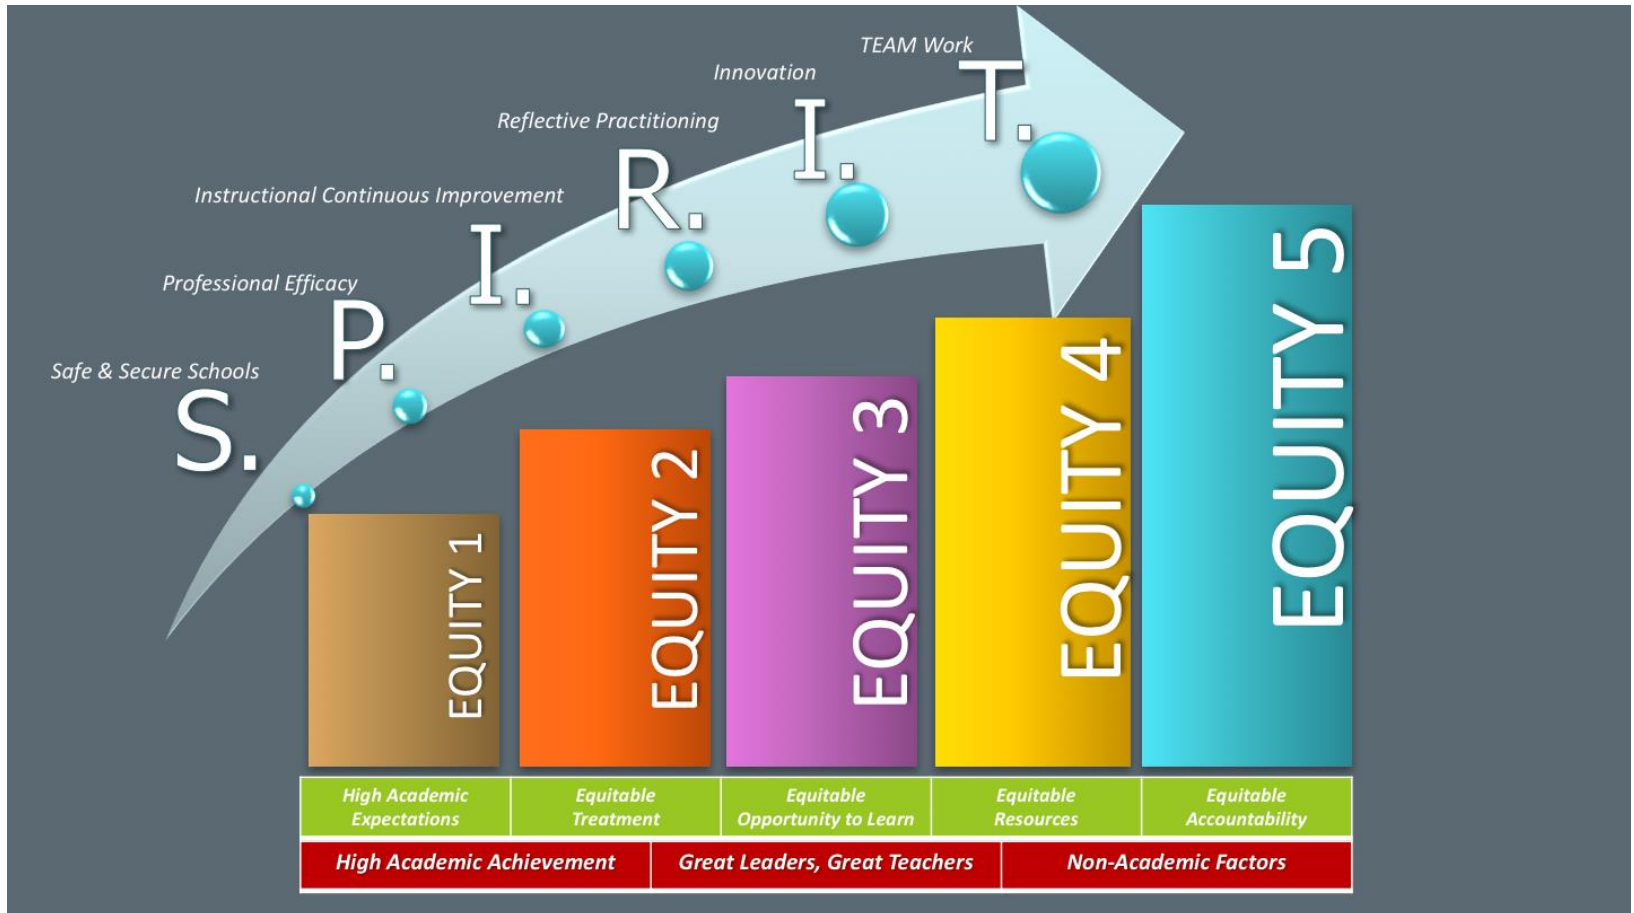 TEAM Work
T.
Innovation
I.
Reflective Practitioning
R.
Instructional Continuous Improvement
I.
Professional Efficacy
P.
Safe & Secure Schools
S.
EQUITY 1
EQUITY 2
EQUITY 3
EQUITY 4
EQUITY 5
High Academic
Expectations
Equitable
Treatment
Equitable
Opportunity to Learn
Equitable
Resources
Equitable
Accountability
High Academic Achievement
Great Leaders, Great Teachers
Non-Academic Factors